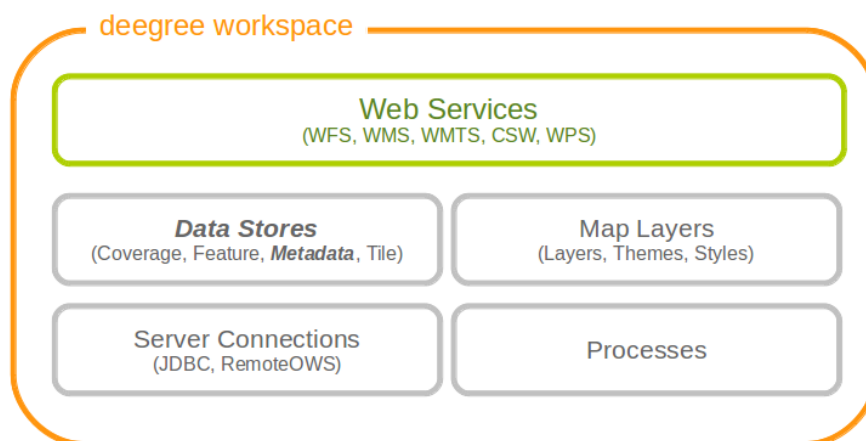 deegree workspace
Web Services
(WFS, WMS, WMTS, CSW, WPS)
Data Stores
(Coverage, Feature, Metadata, Tile)
Map Layers
(Layers, Themes, Styles)
Server Connections
(JDBC, RemoteOWS)
Processes